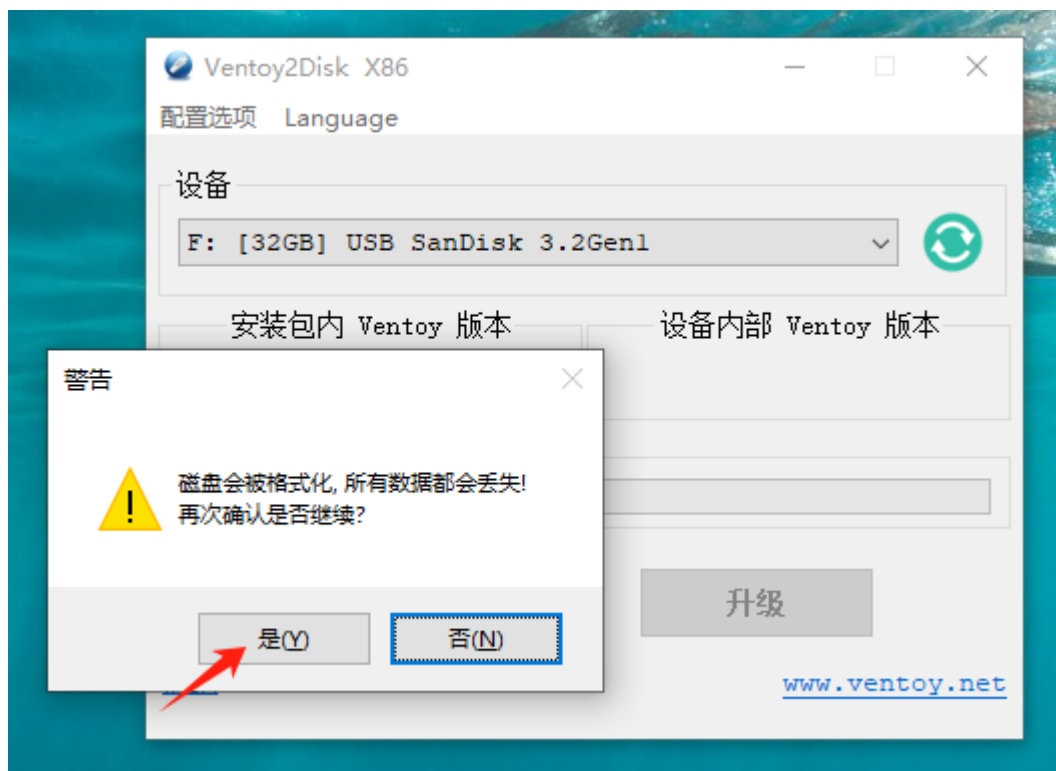 Ventoy2Disk X86
配置选项 Language
设备
F: [32GB] USB SanDisk 3.2Gen1
安装包内 Ventoy 版本 设备内部 Ventoy 版本
警告
磁盘会被格式化, 所有数据都会丢失!
再次确认是否继续?
是(Y) 否(N)
升级
www.ventoy.net